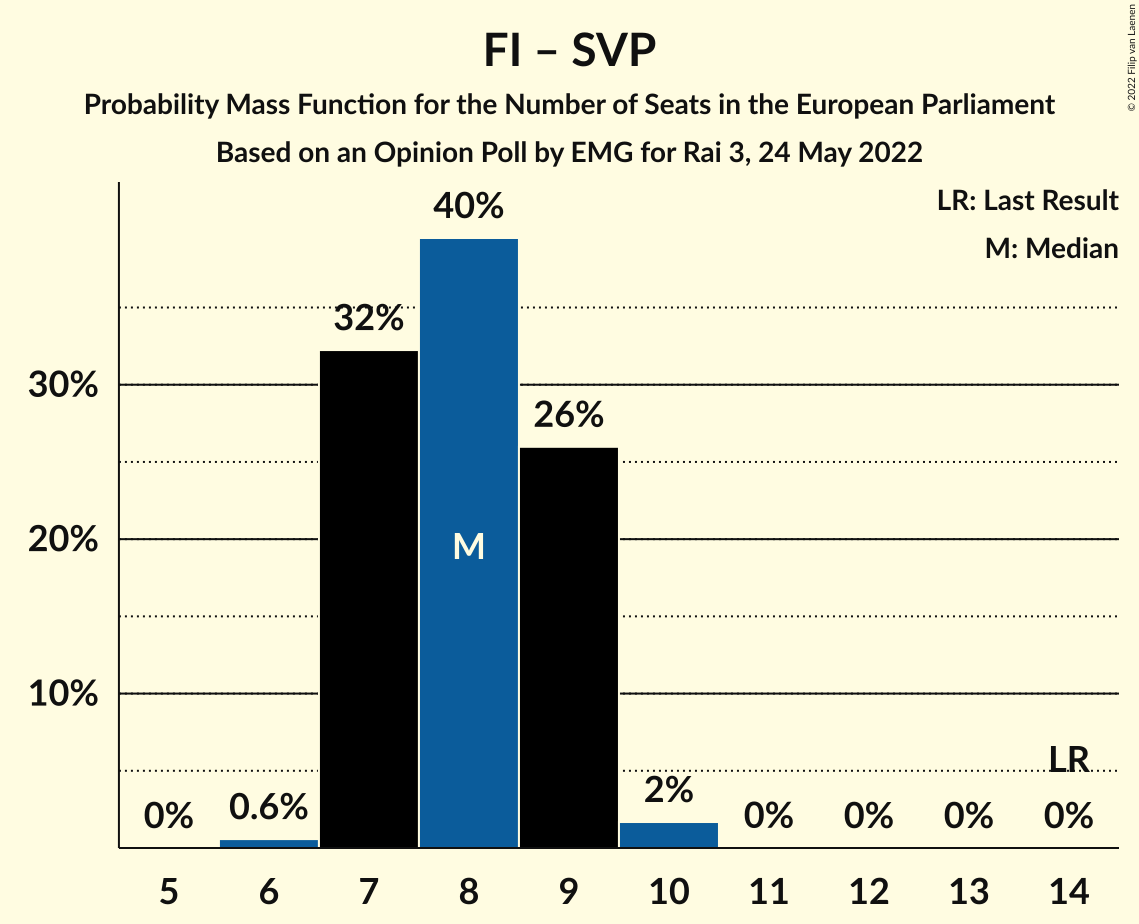 FI – SVP
Probability Mass Function for the Number of Seats in the European Parliament
Based on an Opinion Poll by EMG for Rai 3, 24 May 2022
© 2022 Filip van Laenen
LR: Last Result
M: Median
40%
32%
30%
26%
20%
M
10%
LR
0%
0.6%
2%
0%
0%
0%
0%
5 6 7 8 9 10 11 12 13 14